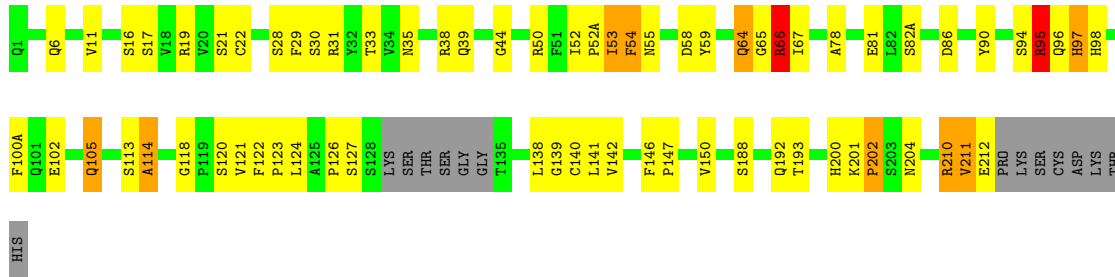 Q1 Q6 V11 S16 S17 V18 R19 V20 S21 C22 S28 F29 S30 R31 Y32 T33 V34 N35 R38 Q39 G44 R50 F51 I52 P52A I53 F54 N55 D58 Y59 Q64 G65 R66 I67 A78 E81 L82 S82A D86 Y90 S94 R95 Q96 H97 H98
F100A Q101 E102 Q105 S113 A114 G118 P119 S120 V121 F122 P123 L124 A125 P126 S127 S128 LYS SER THR SER GLY GLY T135 L138 G139 C140 L141 V142 F146 P147 V150 S188 Q192 T193 H200 K201 P202 S203 N204 R210 V211 E212 PRO LYS SER CYS ASP LYS THR
HIS